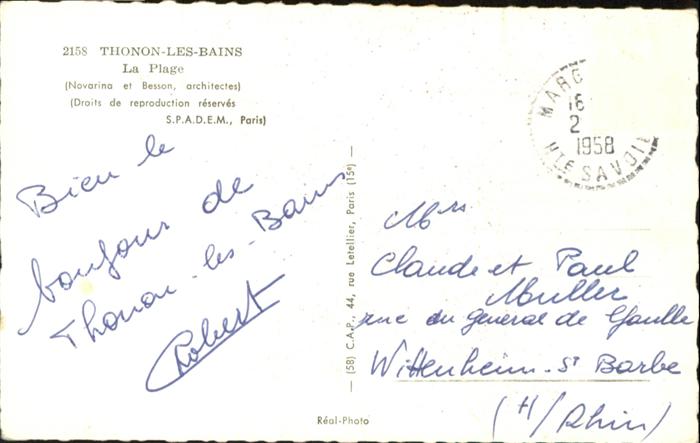 2158 THONON-LES-BAINS
La Plage
(Novarina et Besson, architectes)
(Droits de reproduction réservés
S.P.A.D.E.M., Paris)
Bien le
bonjour de
Thonon-les-Bains
Robert
— (58) C.A.P., 44, rue Letellier, Paris (15e) —
MARG
16
2
1958
HTE SAVOIE
Mrs
Claude et Paul
Muller
rue du général de Gaulle
Wittenheim-St Barbe
(H/Rhin)
Réal-Photo